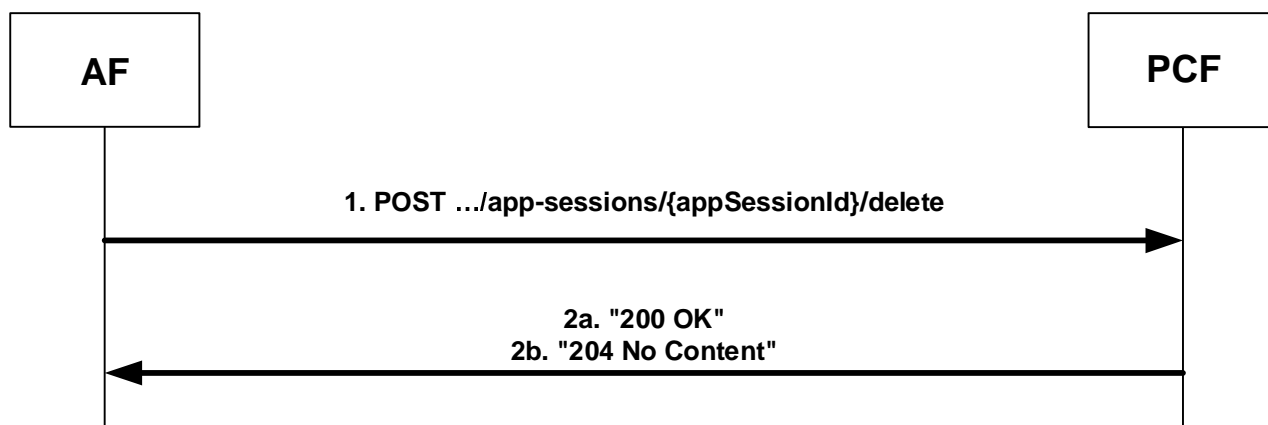 AF
PCF
1. POST …/app-sessions/{appSessionId}/delete
2a. "200 OK"
2b. "204 No Content"